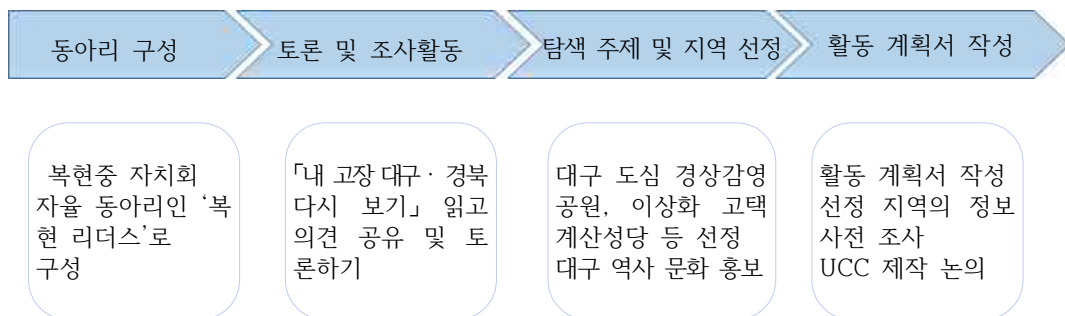 동아리 구성
토론 및 조사활동
탐색 주제 및 지역 선정
활동 계획서 작성
복현중 자치회
자율 동아리인 ‘복
현 리더스’로
구성
「내 고장 대구 · 경북
다시 보기」 읽고
의견 공유 및 토
론하기
대구 도심 경상감영
공원, 이상화 고택
계산성당 등 선정
대구 역사 문화 홍보
활동 계획서 작성
선정 지역의 정보
사전 조사
UCC 제작 논의